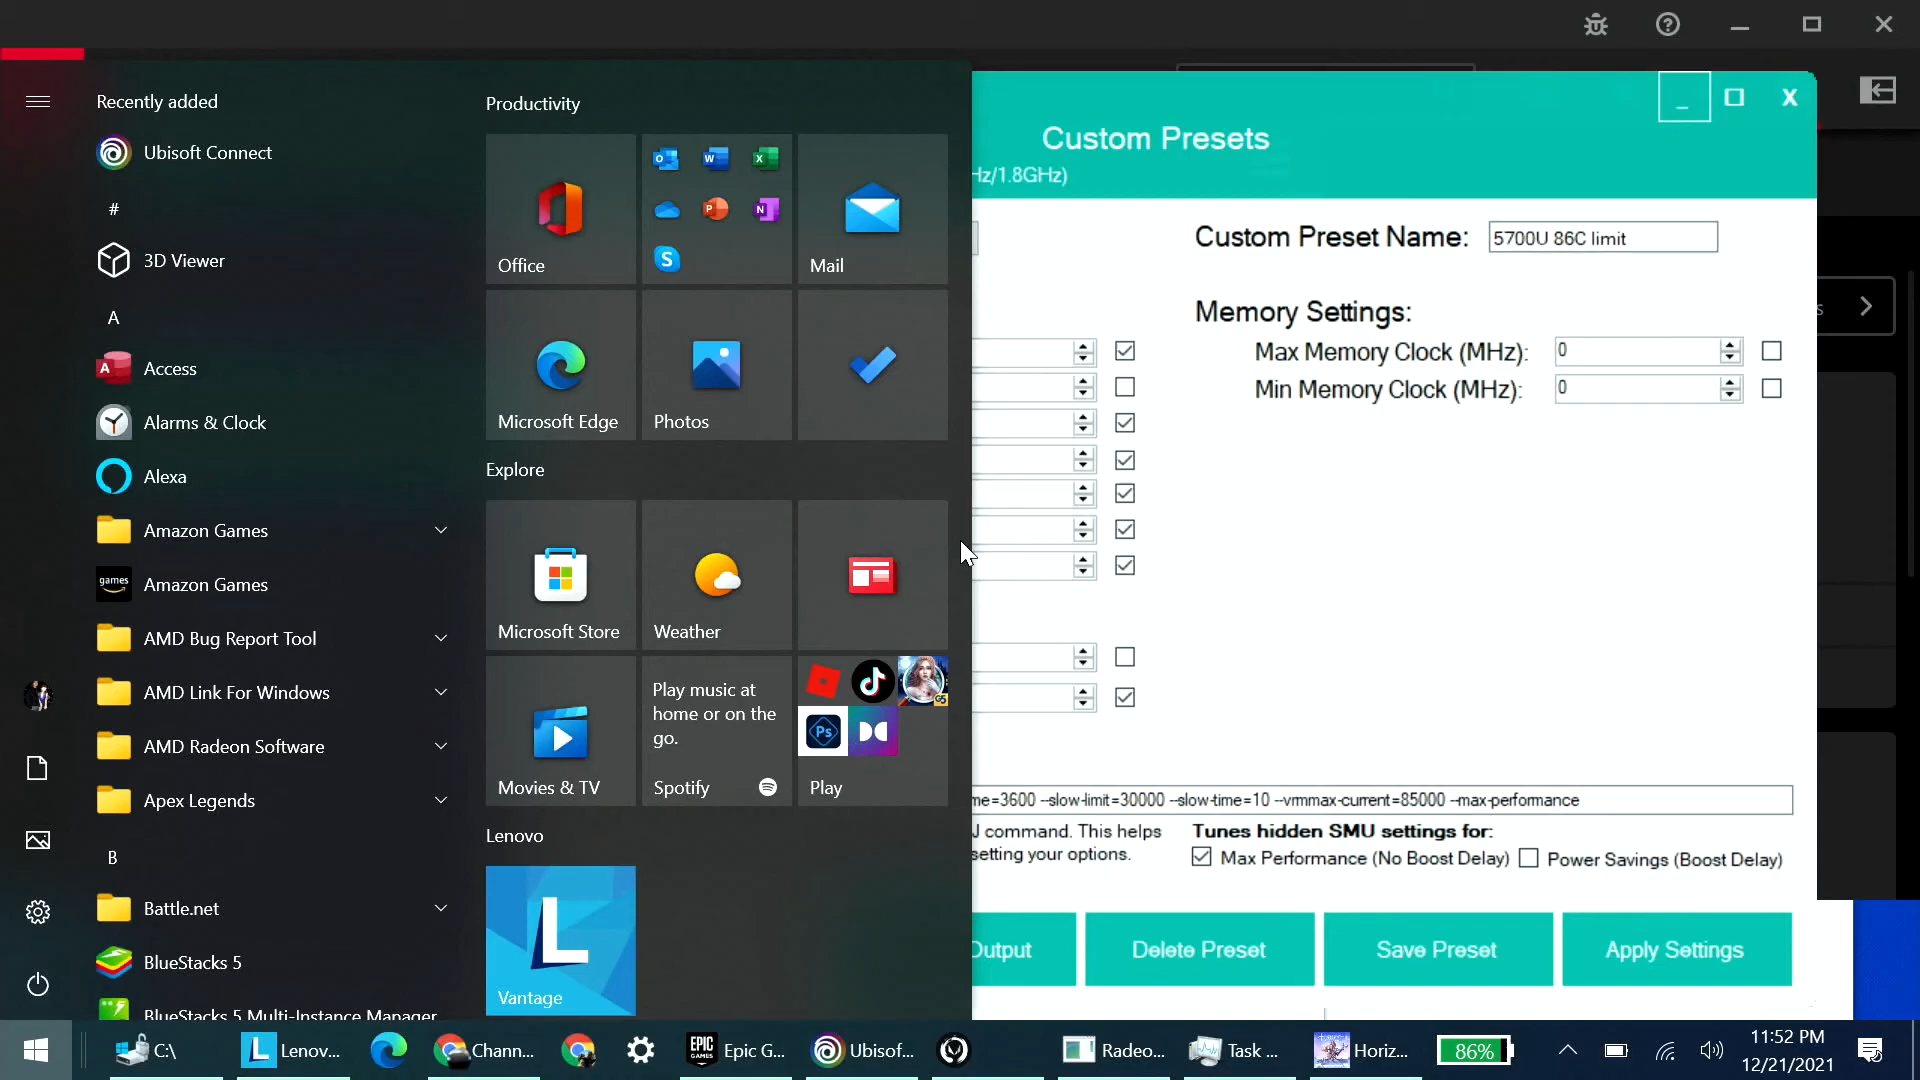 Recently added
Ubisoft Connect
#
3D Viewer
A
Access
Alarms & Clock
Alexa
Amazon Games
games
Amazon Games
AMD Bug Report Tool
AMD Link For Windows
AMD Radeon Software
Apex Legends
B
Battle.net
BlueStacks 5
BlueStacks 5 Multi-Instance Manager
Productivity
Office
Mail
Microsoft Edge
Photos
Explore
Microsoft Store
Weather
Movies & TV
Play music at
home or on the
go.
Spotify
Ps
Play
Lenovo
L
Vantage
_ X
Custom Presets
Hz/1.8GHz)
Custom Preset Name: 5700U 86C limit
Memory Settings:
Max Memory Clock (MHz): 0
Min Memory Clock (MHz): 0
me=3600 --slow-limit=30000 --slow-time=10 --vrmmax-current=85000 --max-performance
J command. This helps
setting your options.
Tunes hidden SMU settings for:
Max Performance (No Boost Delay) Power Savings (Boost Delay)
Output
Delete Preset
Save Preset
Apply Settings
C:\
L Lenov...
Chann...
EPIC GAMES Epic G...
Ubisof...
Radeo...
Task ...
Horiz...
86%
11:52 PM
12/21/2021